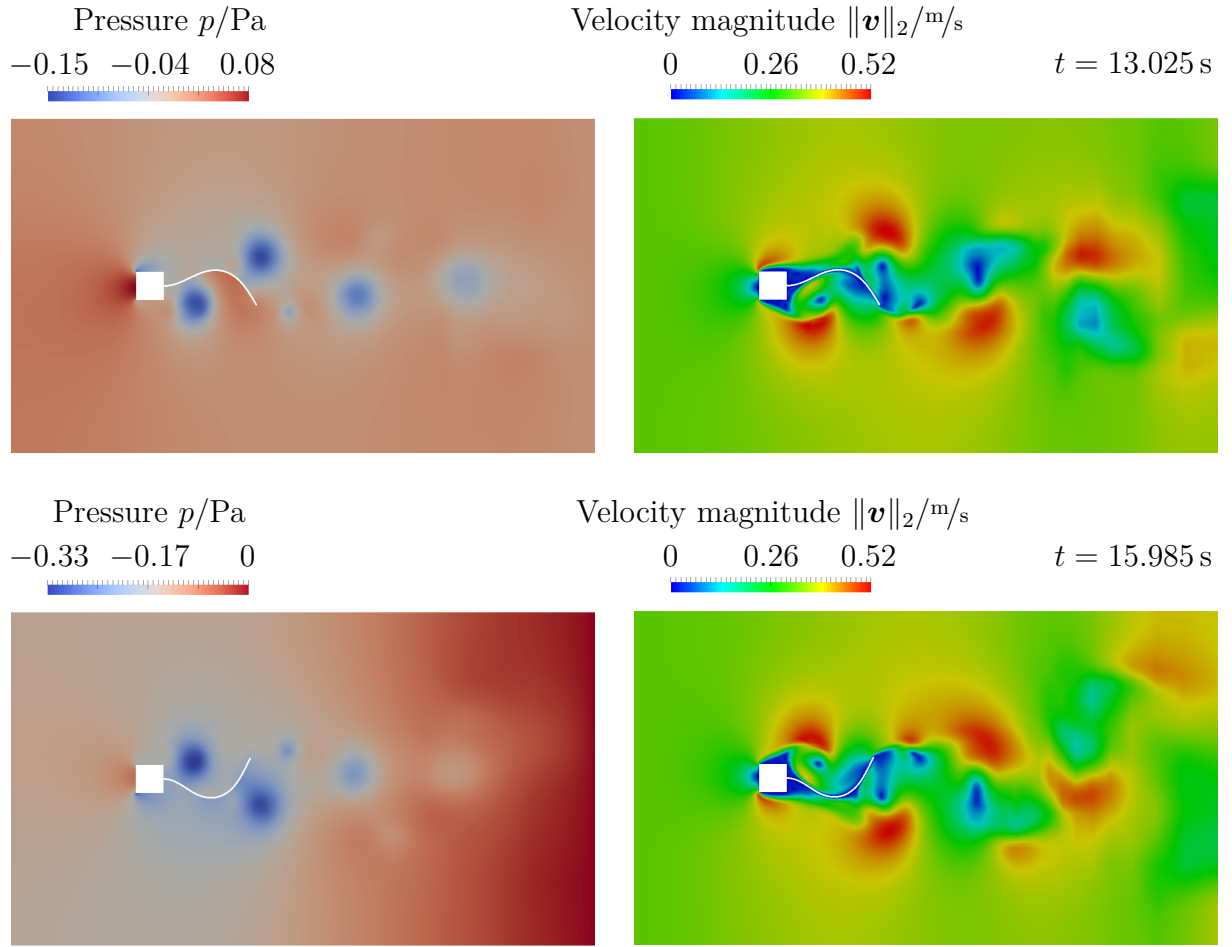 Pressure p/Pa
Velocity magnitude ‖v‖₂/m/s
−0.15 −0.04 0.08
0 0.26 0.52
t = 13.025 s
Pressure p/Pa
Velocity magnitude ‖v‖₂/m/s
−0.33 −0.17 0
0 0.26 0.52
t = 15.985 s